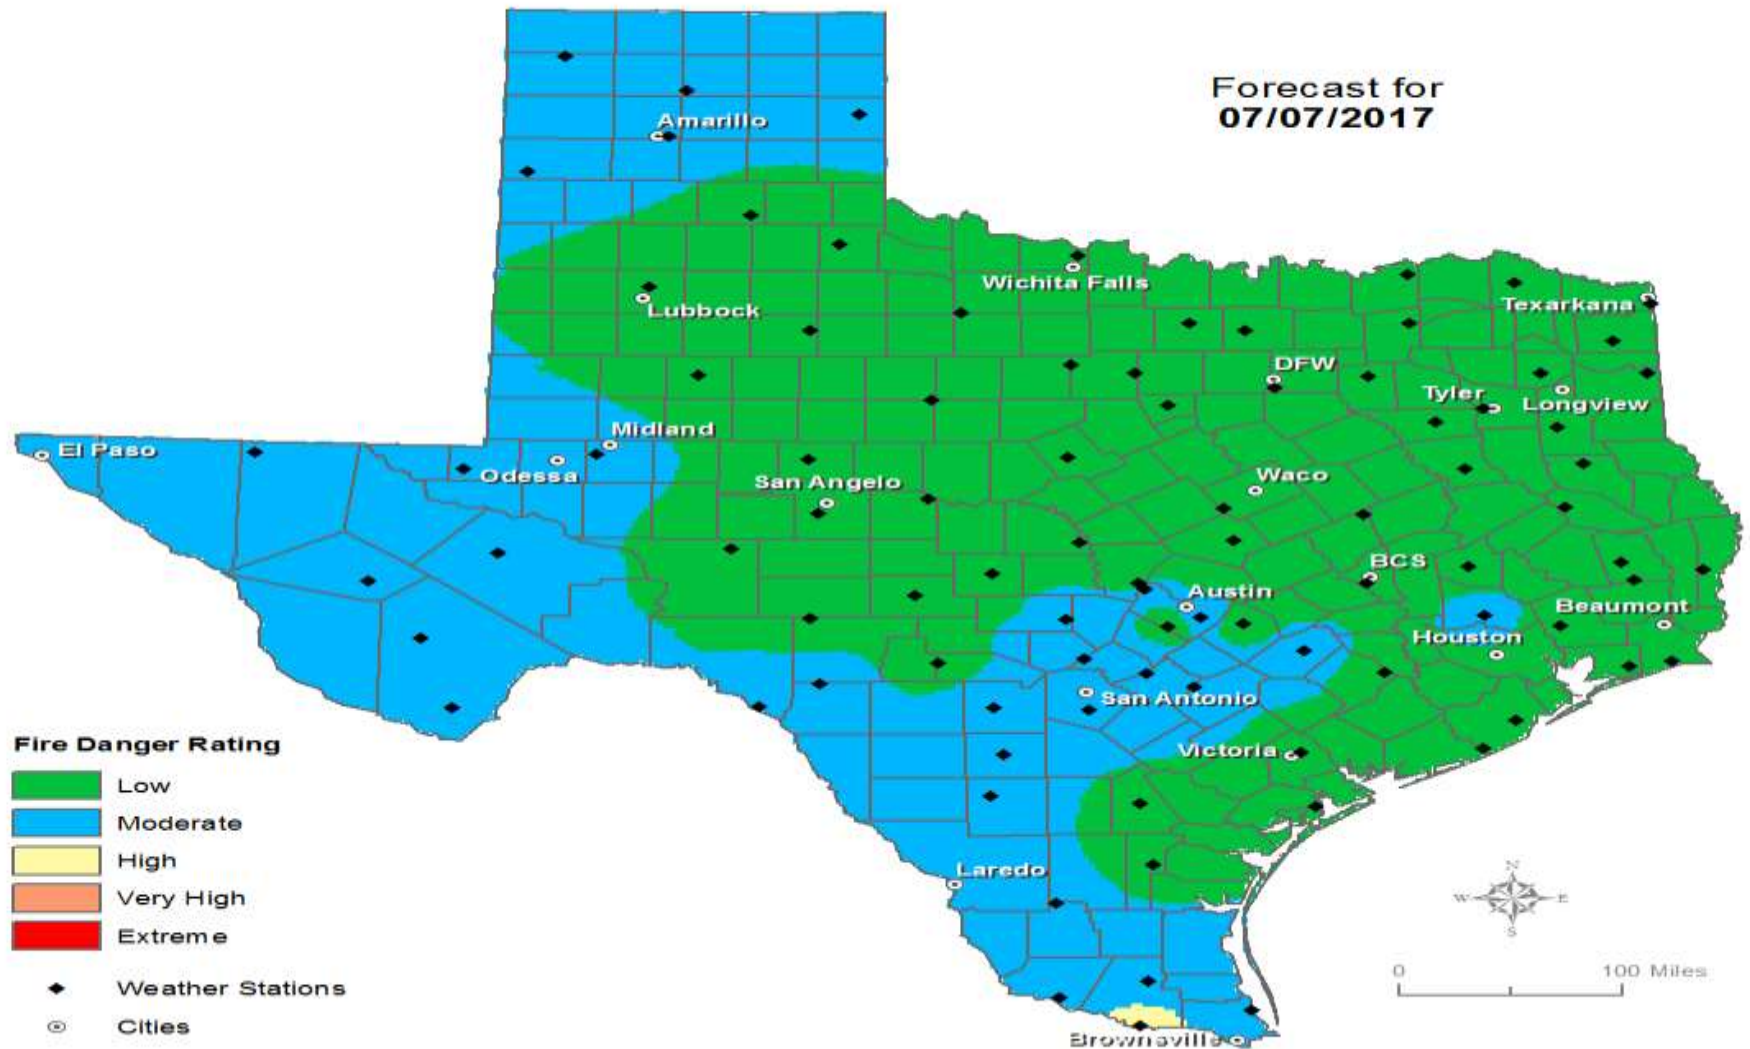 Forecast for
07/07/2017
Amarillo
Wichita Falls
Lubbock
Texarkana
DFW
Tyler
Longview
Midland
El Paso
Odessa
San Angelo
Waco
BCS
Austin
Beaumont
Houston
San Antonio
Victoria
Laredo
Brownsville
Fire Danger Rating
Low
Moderate
High
Very High
Extreme
Weather Stations
Cities
N
W E
S
0 100 Miles